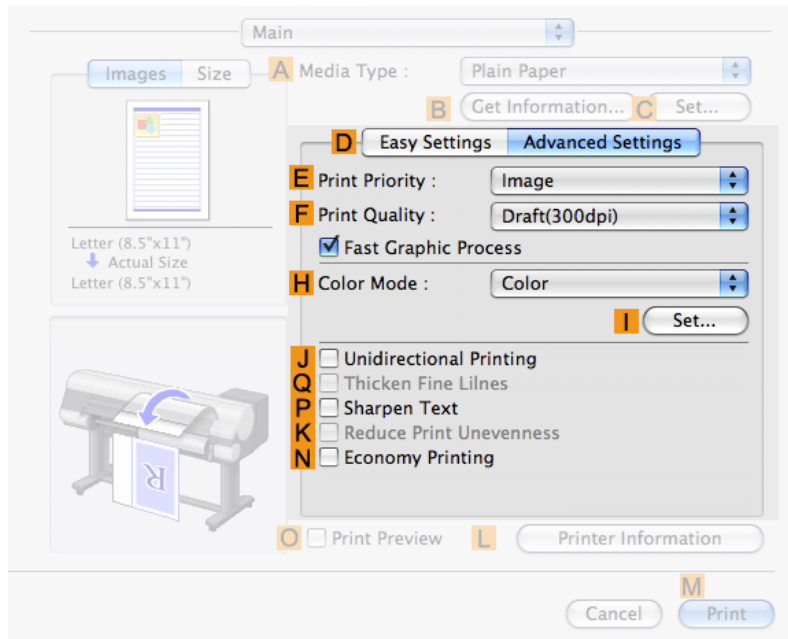 Main
Images Size
A Media Type : Plain Paper
B Get Information... C Set...
D Easy Settings Advanced Settings
E Print Priority : Image
F Print Quality : Draft(300dpi)
Fast Graphic Process
H Color Mode : Color
I Set...
J Unidirectional Printing
Q Thicken Fine Lilnes
P Sharpen Text
K Reduce Print Unevenness
N Economy Printing
Letter (8.5"x11")
Actual Size
Letter (8.5"x11")
R
O Print Preview L Printer Information
M
Cancel Print